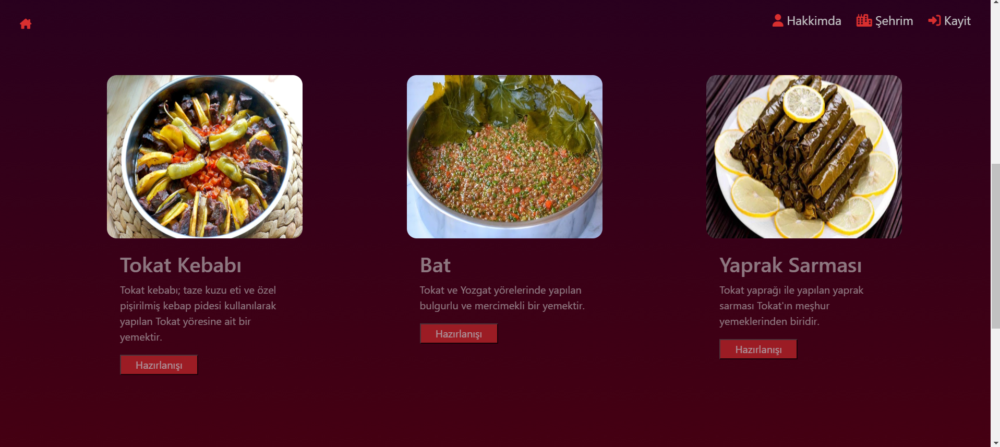 Hakkimda Şehrim Kayit
Tokat Kebabı
Tokat kebabı; taze kuzu eti ve özel
pişirilmiş kebap pidesi kullanılarak
yapılan Tokat yöresine ait bir
yemektir.
Hazırlanışı
Bat
Tokat ve Yozgat yörelerinde yapılan
bulgurlu ve mercimekli bir yemektir.
Hazırlanışı
Yaprak Sarması
Tokat yaprağı ile yapılan yaprak
sarması Tokat'ın meşhur
yemeklerinden biridir.
Hazırlanışı